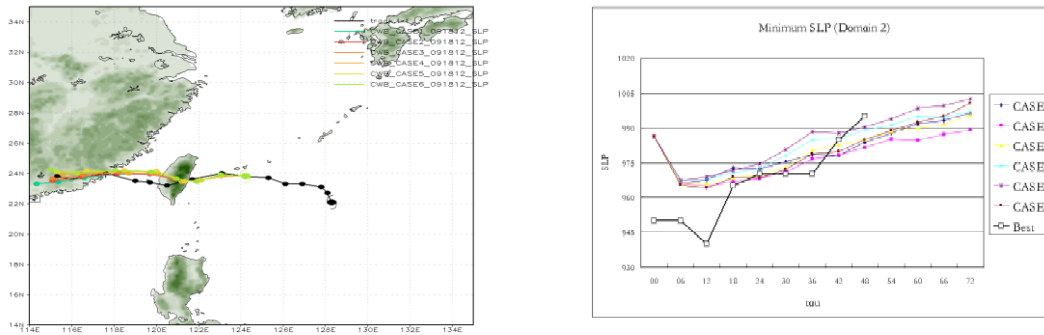 34N
32N
30N
28N
26N
24N
22N
20N
18N
16N
14N
114E 116E 118E 120E 122E 124E 126E 128E 130E 132E 134E
CWB_CASE1_091812_SLP
CWB_CASE2_091812_SLP
CWB_CASE3_091812_SLP
CWB_CASE4_091812_SLP
CWB_CASE5_091812_SLP
CWB_CASE6_091812_SLP
Minimum SLP (Domain 2)
1020
1005
990
975
960
945
930
SLP
00 06 12 18 24 30 36 42 48 54 60 66 72
tau
CASE
CASE
CASE
CASE
CASE
CASE
Best